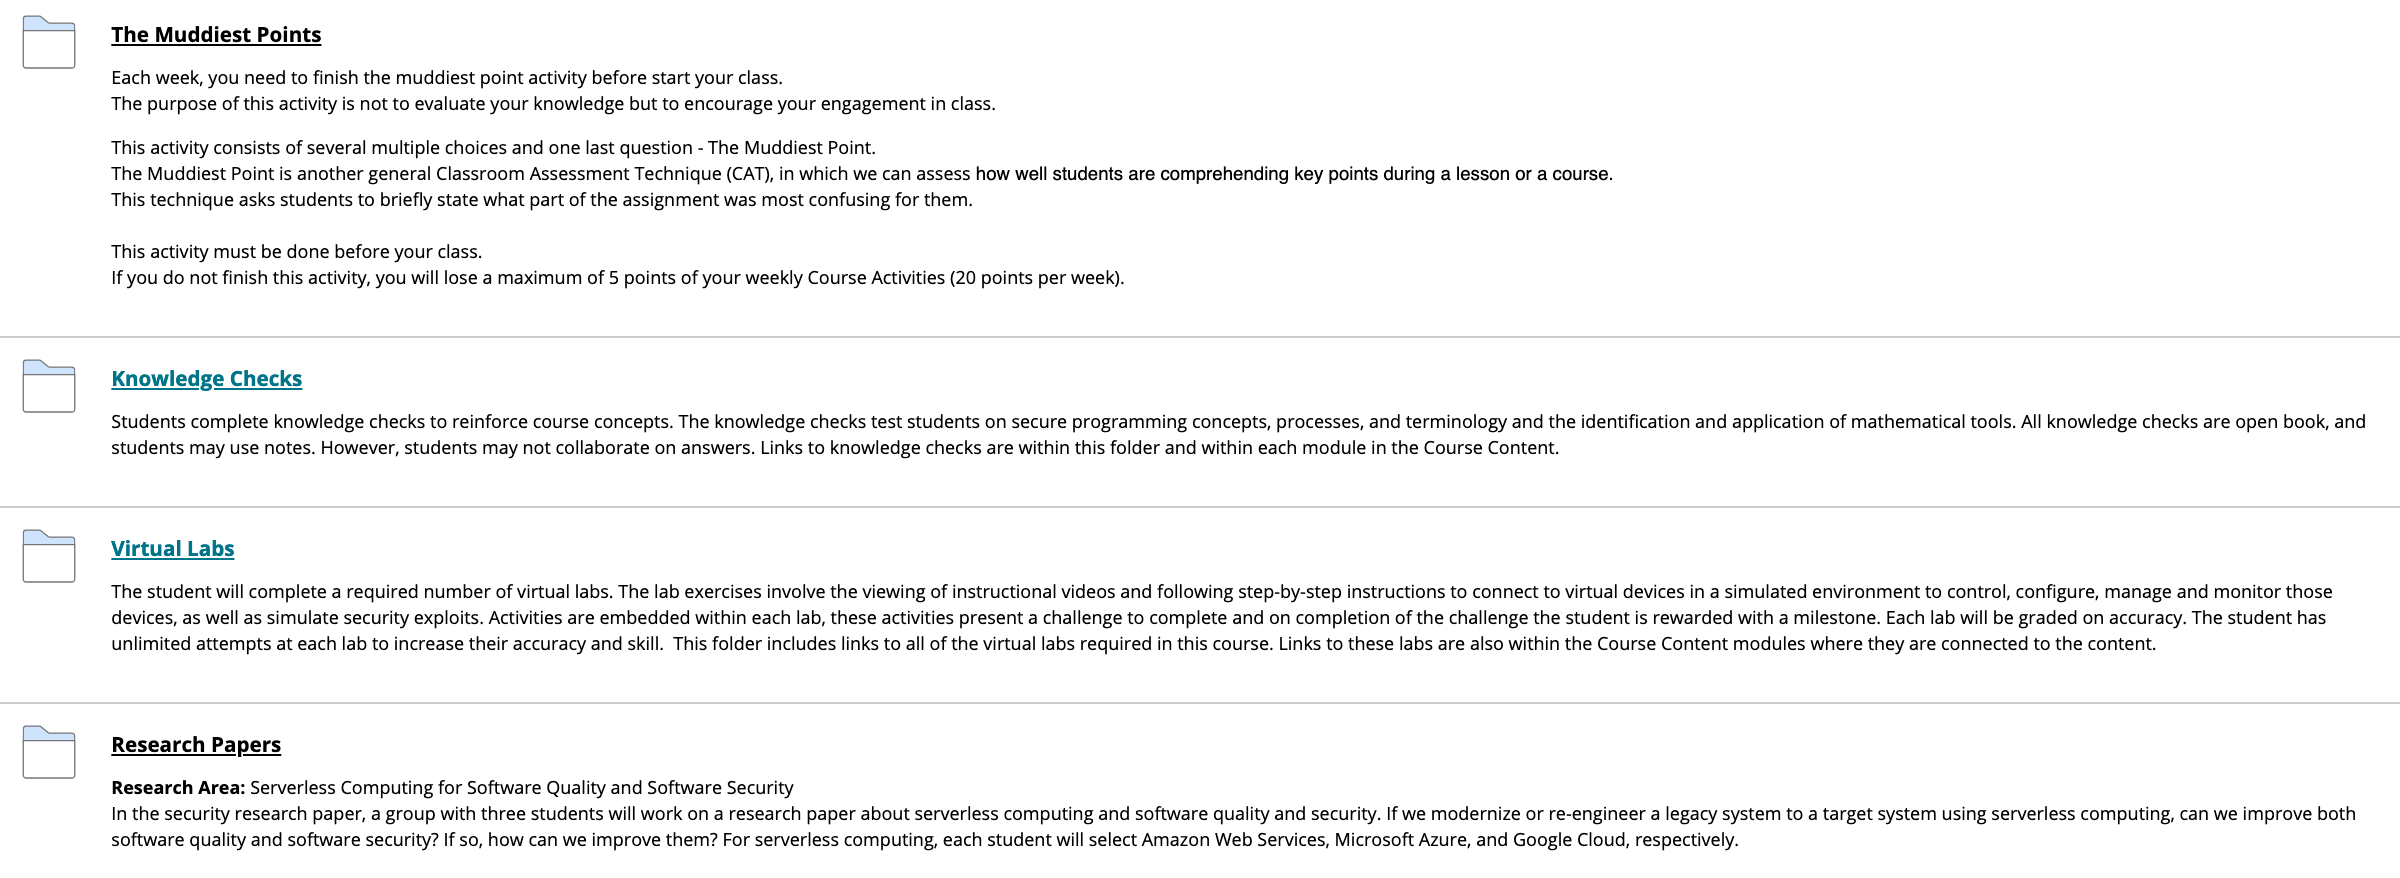 The Muddiest Points
Each week, you need to finish the muddiest point activity before start your class.
The purpose of this activity is not to evaluate your knowledge but to encourage your engagement in class.
This activity consists of several multiple choices and one last question - The Muddiest Point.
The Muddiest Point is another general Classroom Assessment Technique (CAT), in which we can assess how well students are comprehending key points during a lesson or a course.
This technique asks students to briefly state what part of the assignment was most confusing for them.
This activity must be done before your class.
If you do not finish this activity, you will lose a maximum of 5 points of your weekly Course Activities (20 points per week).
Knowledge Checks
Students complete knowledge checks to reinforce course concepts. The knowledge checks test students on secure programming concepts, processes, and terminology and the identification and application of mathematical tools. All knowledge checks are open book, and
students may use notes. However, students may not collaborate on answers. Links to knowledge checks are within this folder and within each module in the Course Content.
Virtual Labs
The student will complete a required number of virtual labs. The lab exercises involve the viewing of instructional videos and following step-by-step instructions to connect to virtual devices in a simulated environment to control, configure, manage and monitor those
devices, as well as simulate security exploits. Activities are embedded within each lab, these activities present a challenge to complete and on completion of the challenge the student is rewarded with a milestone. Each lab will be graded on accuracy. The student has
unlimited attempts at each lab to increase their accuracy and skill.  This folder includes links to all of the virtual labs required in this course. Links to these labs are also within the Course Content modules where they are connected to the content.
Research Papers
Research Area: Serverless Computing for Software Quality and Software Security
In the security research paper, a group with three students will work on a research paper about serverless computing and software quality and security. If we modernize or re-engineer a legacy system to a target system using serverless computing, can we improve both
software quality and software security? If so, how can we improve them? For serverless computing, each student will select Amazon Web Services, Microsoft Azure, and Google Cloud, respectively.